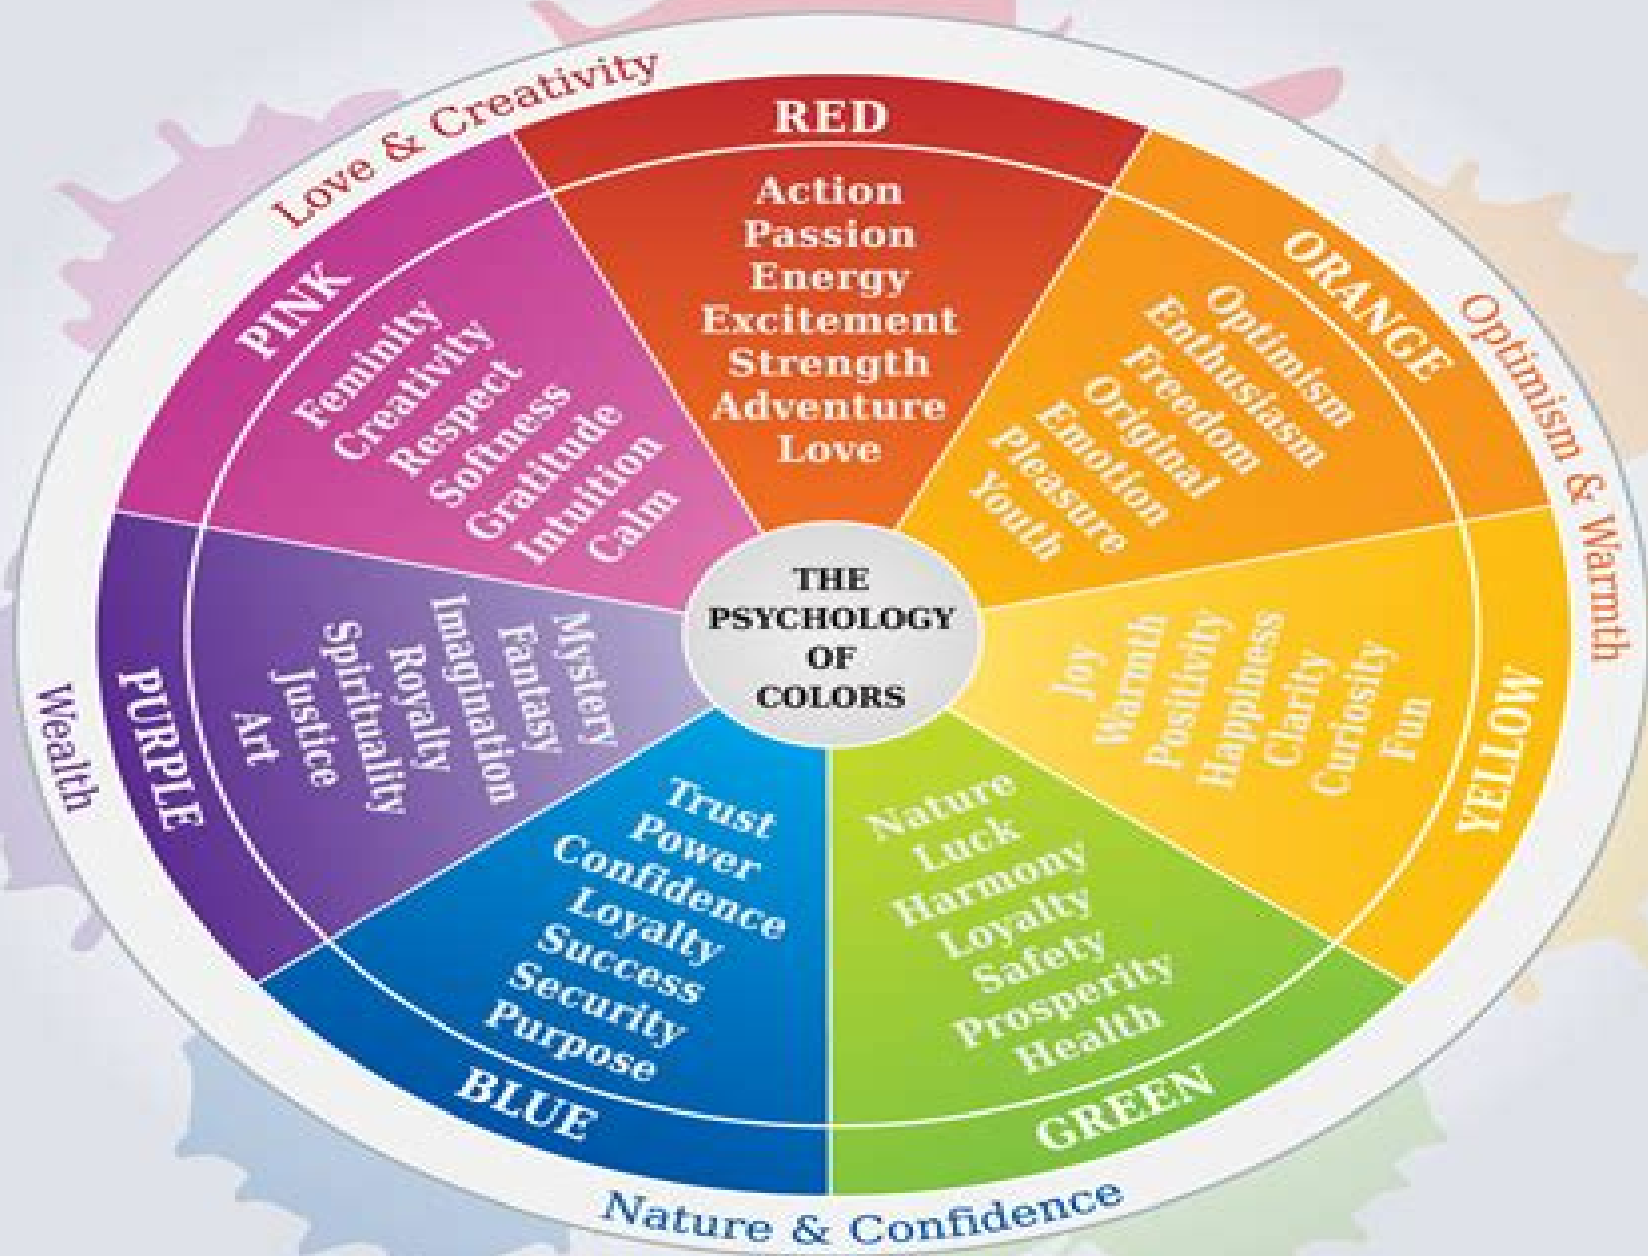 Love & Creativity
Optimism & Warmth
Nature & Confidence
Wealth
THE
PSYCHOLOGY
OF
COLORS
RED
Action
Passion
Energy
Excitement
Strength
Adventure
Love
ORANGE
Optimism
Enthusiasm
Freedom
Original
Emotion
Pleasure
Youth
YELLOW
Joy
Warmth
Positivity
Happiness
Clarity
Curiosity
Fun
GREEN
Nature
Luck
Harmony
Loyalty
Safety
Prosperity
Health
BLUE
Trust
Power
Confidence
Loyalty
Success
Security
Purpose
PURPLE
Mystery
Fantasy
Imagination
Royalty
Spirituality
Justice
Art
PINK
Feminity
Creativity
Respect
Softness
Gratitude
Intuition
Calm